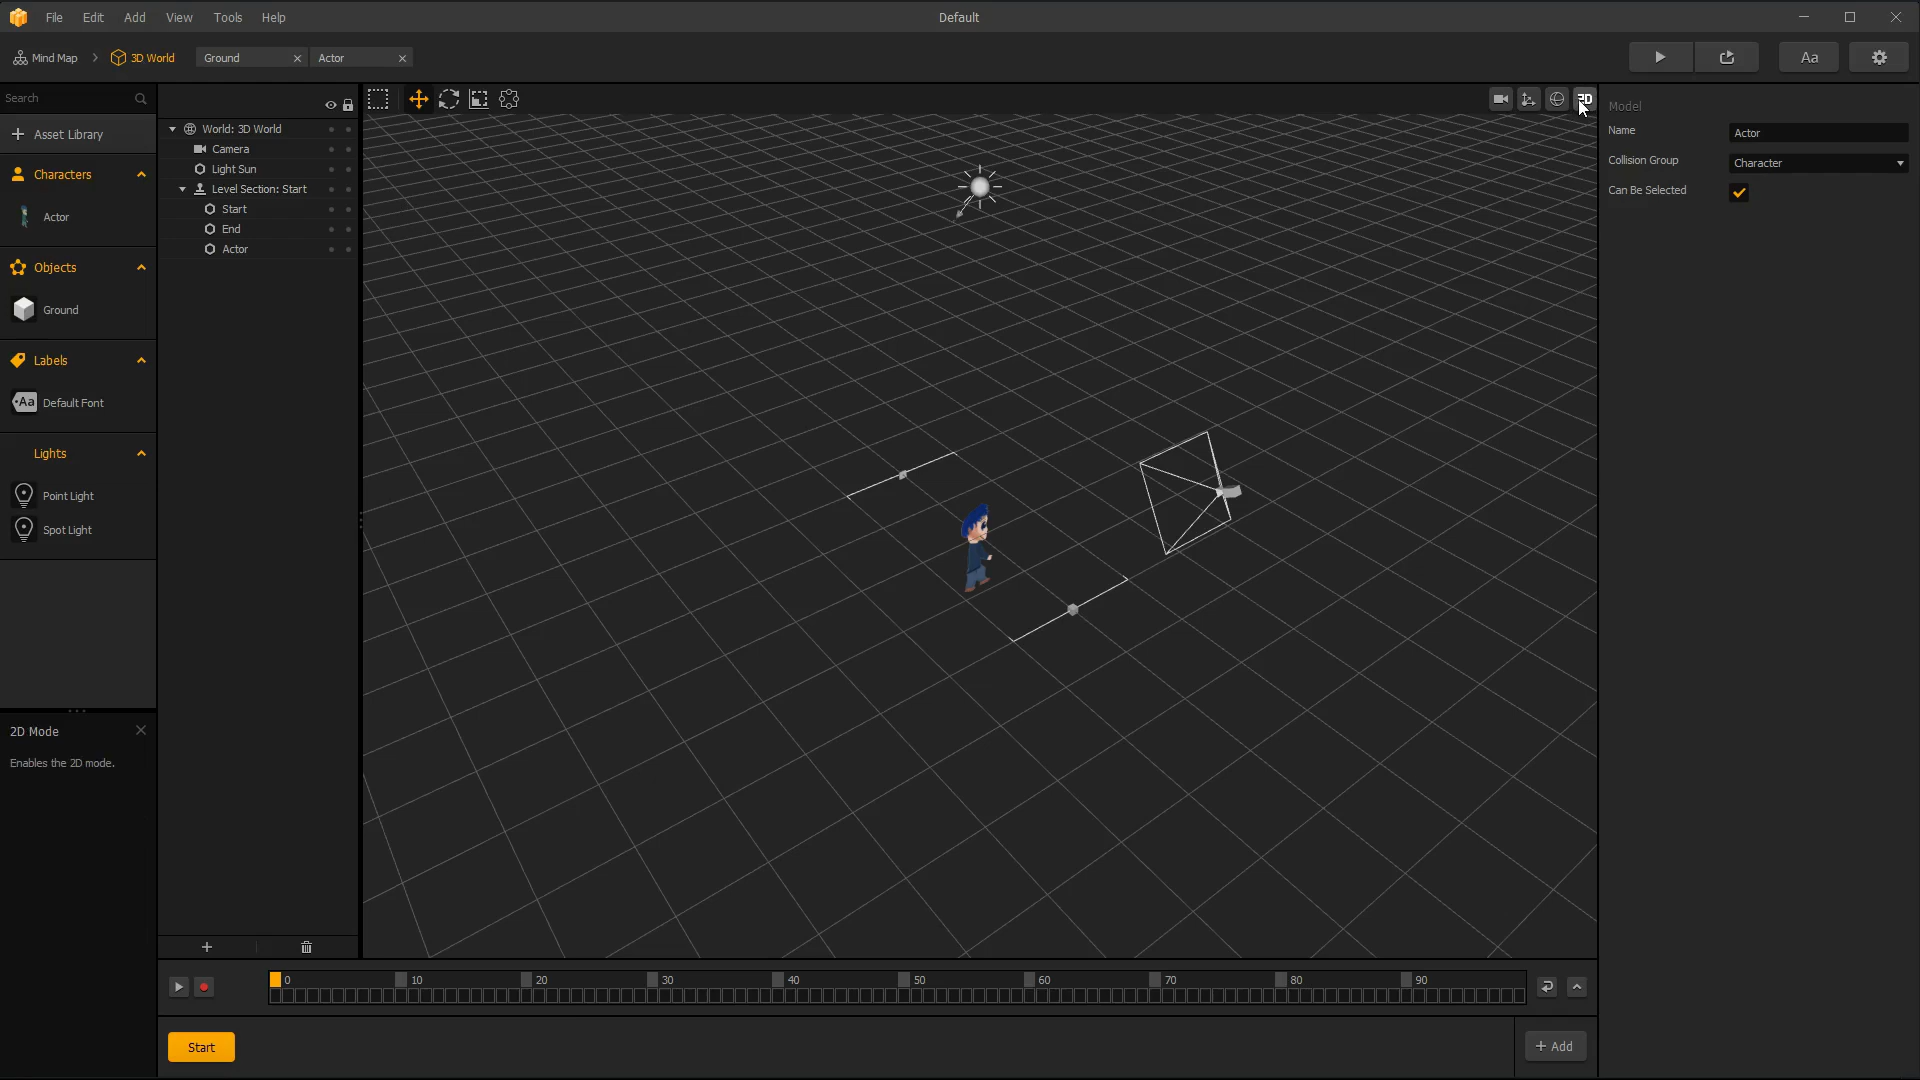 File Edit Add View Tools Help
Default
Mind Map
3D World
Ground
Actor
Aa
Search
Asset Library
Characters
Actor
Objects
Ground
Labels
Aa
Default Font
Lights
Point Light
Spot Light
2D Mode
Enables the 2D mode.
World: 3D World
Camera
Light Sun
Level Section: Start
Start
End
Actor
Model
Name
Actor
Collision Group
Character
Can Be Selected
0 10 20 30 40 50 60 70 80 90
Start
+ Add